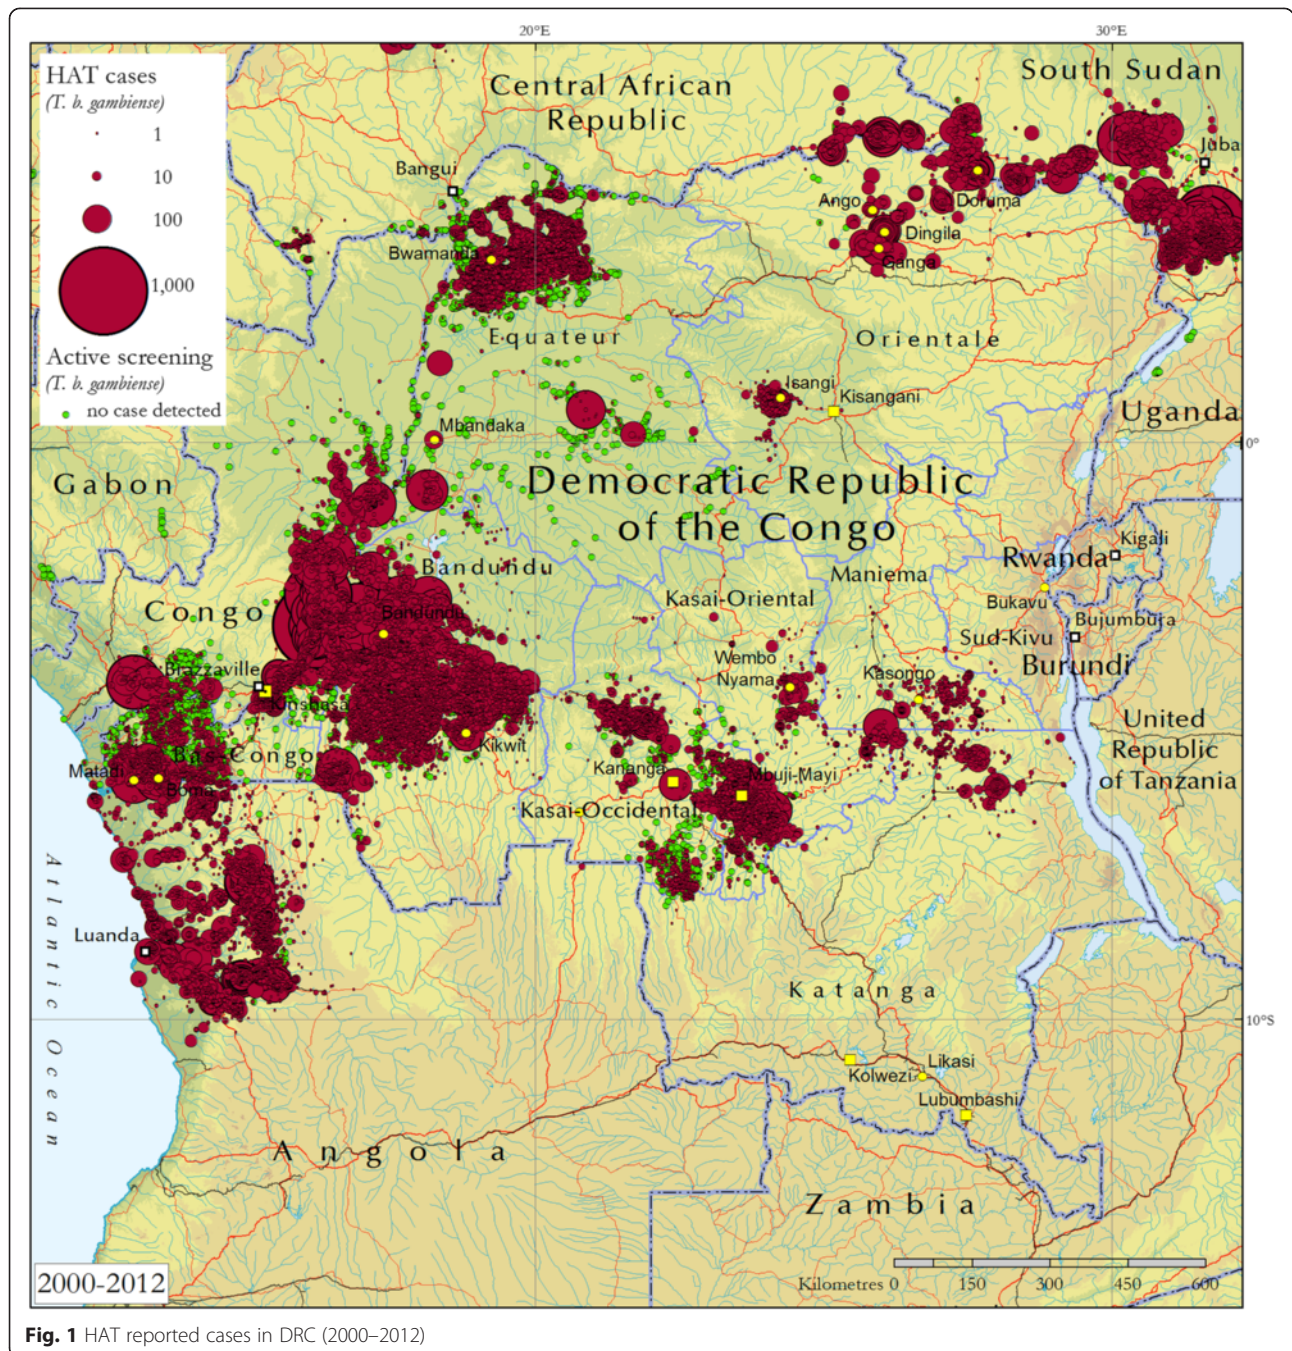 20°E
30°E
HAT cases
(T. b. gambiense)
1
10
100
1,000
Active screening
(T. b. gambiense)
no case detected
Central African
Republic
South Sudan
Juba
Bangui
Ango
Doruma
Dingila
Ganga
Bwamanda
Equateur
Orientale
Isangi
Kisangani
Uganda
Mbandaka
0°
Gabon
Democratic Republic
of the Congo
Kigali
Rwanda
Bandundu
Maniema
Kasai-Oriental
Bukavu
Congo
Bandundu
Bujumbura
Sud-Kivu
Burundi
Wembo
Nyama
Kasongo
Brazzaville
Kinshasa
United
Republic
of Tanzania
Bas-Congo
Kikwit
Matadi
Boma
Kananga
Mbuji-Mayi
Kasai-Occidental
Atlantic Ocean
Luanda
Katanga
10°S
Likasi
Kolwezi
Lubumbashi
Angola
Zambia
2000-2012
Kilometres 0 150 300 450 600
Fig. 1 HAT reported cases in DRC (2000–2012)